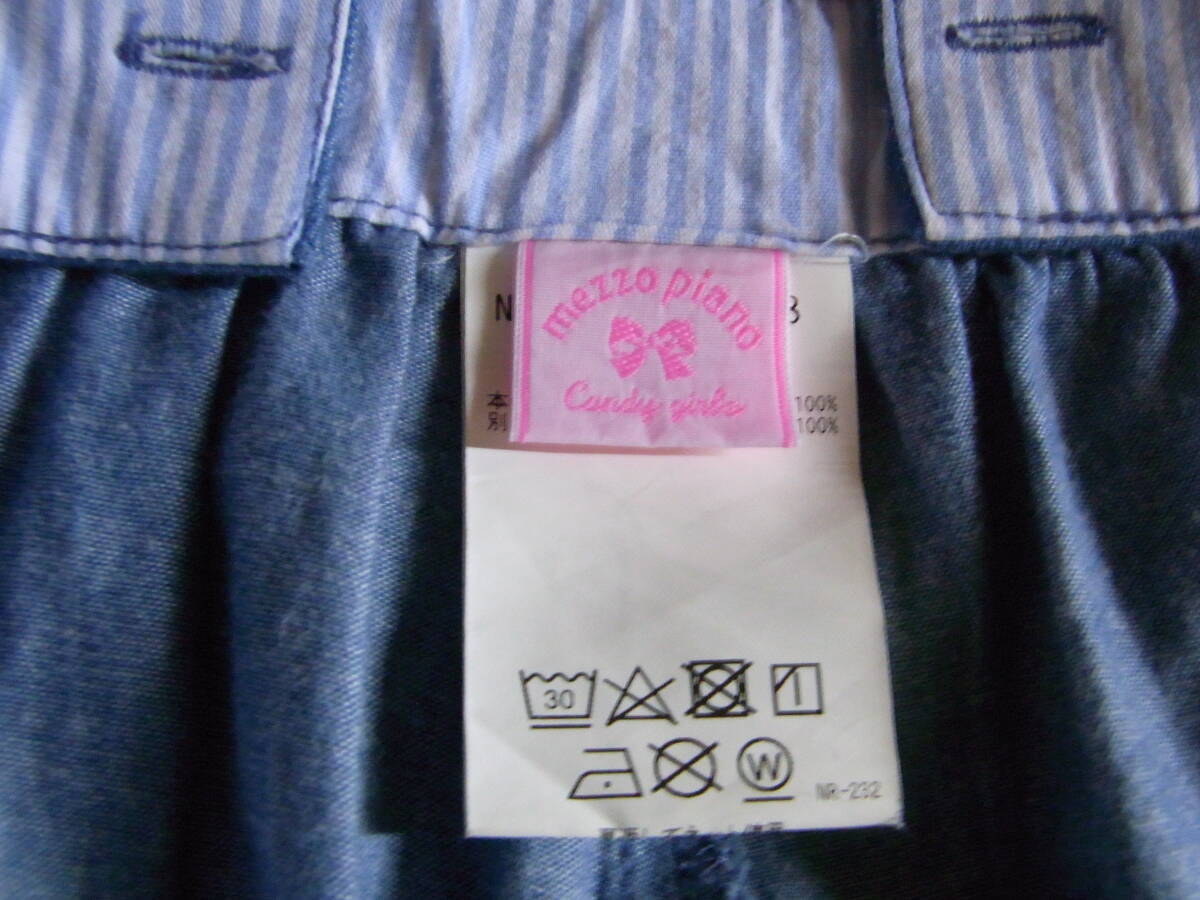 mezzo piano
Candy girls
N 3
本 100%
別 100%
30
W
NR-232